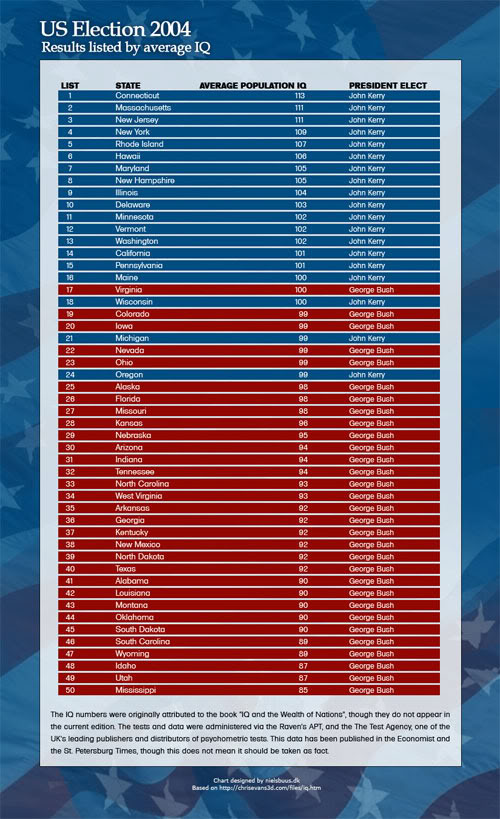 US Election 2004
Results listed by average IQ
LIST STATE AVERAGE POPULATION IQ PRESIDENT ELECT
1 Connecticut 113 John Kerry
2 Massachusetts 111 John Kerry
3 New Jersey 111 John Kerry
4 New York 109 John Kerry
5 Rhode Island 107 John Kerry
6 Hawaii 106 John Kerry
7 Maryland 105 John Kerry
8 New Hampshire 105 John Kerry
9 Illinois 104 John Kerry
10 Delaware 103 John Kerry
11 Minnesota 102 John Kerry
12 Vermont 102 John Kerry
13 Washington 102 John Kerry
14 California 101 John Kerry
15 Pennsylvania 101 John Kerry
16 Maine 100 John Kerry
17 Virginia 100 George Bush
18 Wisconsin 100 John Kerry
19 Colorado 99 George Bush
20 Iowa 99 George Bush
21 Michigan 99 John Kerry
22 Nevada 99 George Bush
23 Ohio 99 George Bush
24 Oregon 99 John Kerry
25 Alaska 98 George Bush
26 Florida 98 George Bush
27 Missouri 98 George Bush
28 Kansas 96 George Bush
29 Nebraska 95 George Bush
30 Arizona 94 George Bush
31 Indiana 94 George Bush
32 Tennessee 94 George Bush
33 North Carolina 93 George Bush
34 West Virginia 93 George Bush
35 Arkansas 92 George Bush
36 Georgia 92 George Bush
37 Kentucky 92 George Bush
38 New Mexico 92 George Bush
39 North Dakota 92 George Bush
40 Texas 92 George Bush
41 Alabama 90 George Bush
42 Louisiana 90 George Bush
43 Montana 90 George Bush
44 Oklahoma 90 George Bush
45 South Dakota 90 George Bush
46 South Carolina 89 George Bush
47 Wyoming 89 George Bush
48 Idaho 87 George Bush
49 Utah 87 George Bush
50 Mississippi 85 George Bush
The IQ numbers were originally attributed to the book "IQ and the Wealth of Nations", though they do not appear in
the current edition. The tests and data were administered via the Raven's APT, and the The Test Agency, one of the
UK's leading publishers and distributors of psychometric tests. This data has been published in the Economist and
the St. Petersburg Times, though this does not mean it should be taken as fact.
Chart designed by nielsbuus.dk
Based on http://chrisevans3d.com/files/iq.htm